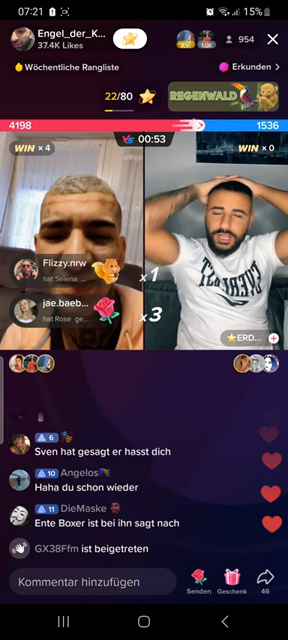 07:21
15%
Engel_der_K...
37.4K Likes
954
Wöchentliche Rangliste
Erkunden >
22/80
REGENWALD
4198
1536
00:53
WIN x 4
WIN x 0
Flizzy.nrw
hat Selena
x 1
jae.baeb...
hat Rose ge...
x 3
ERD...
6
Sven hat gesagt er hasst dich
10 Angelos
Haha du schon wieder
11 DieMaske
Ente Boxer ist bei ihn sagt nach
GX38Ffm ist beigetreten
Kommentar hinzufügen
Senden
Geschenk
46